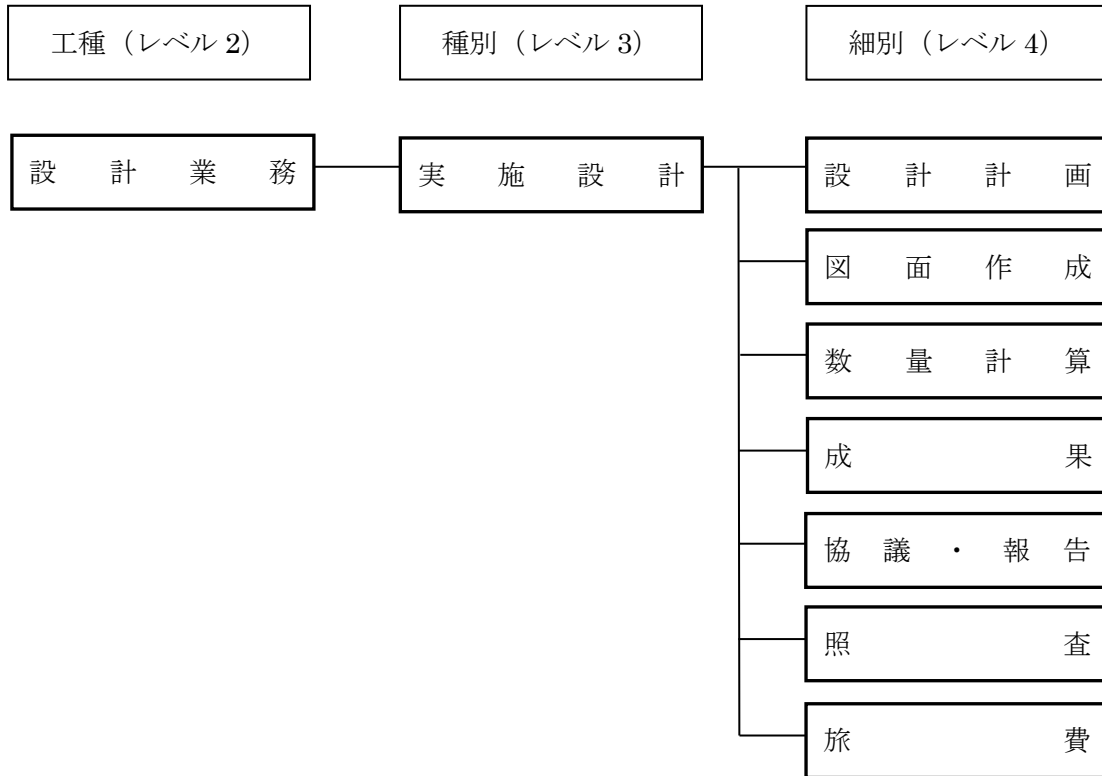 工種（レベル 2） 種別（レベル 3） 細別（レベル 4）
設計業務 実施設計 設計計画
図面作成
数量計算
成果
協議・報告
照査
旅費